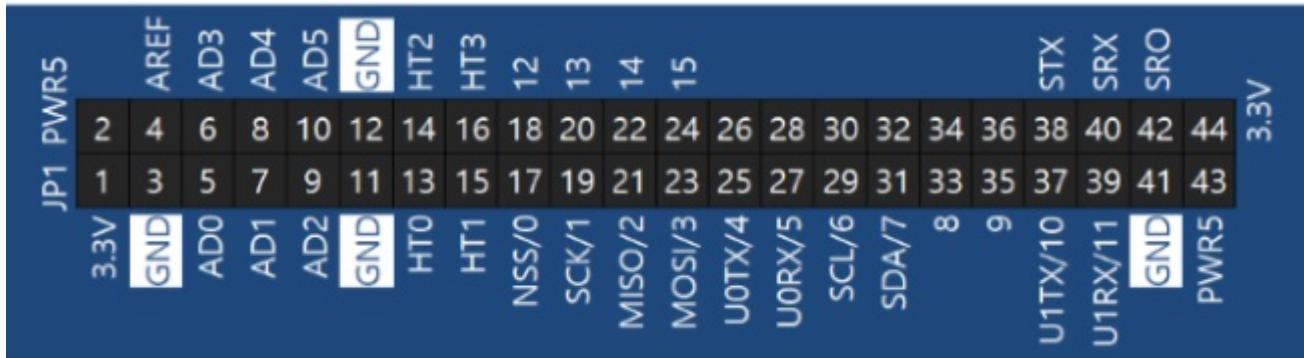 AREF AD3 AD4 AD5 GND HT2 HT3 12 13 14 15 STX SRX SRO
JP1 PWR5 2 4 6 8 10 12 14 16 18 20 22 24 26 28 30 32 34 36 38 40 42 44 3.3V
1 3 5 7 9 11 13 15 17 19 21 23 25 27 29 31 33 35 37 39 41 43
3.3V GND AD0 AD1 AD2 GND HT0 HT1 NSS/0 SCK/1 MISO/2 MOSI/3 U0TX/4 U0RX/5 SCL/6 SDA/7 8 9 U1TX/10 U1RX/11 GND PWR5